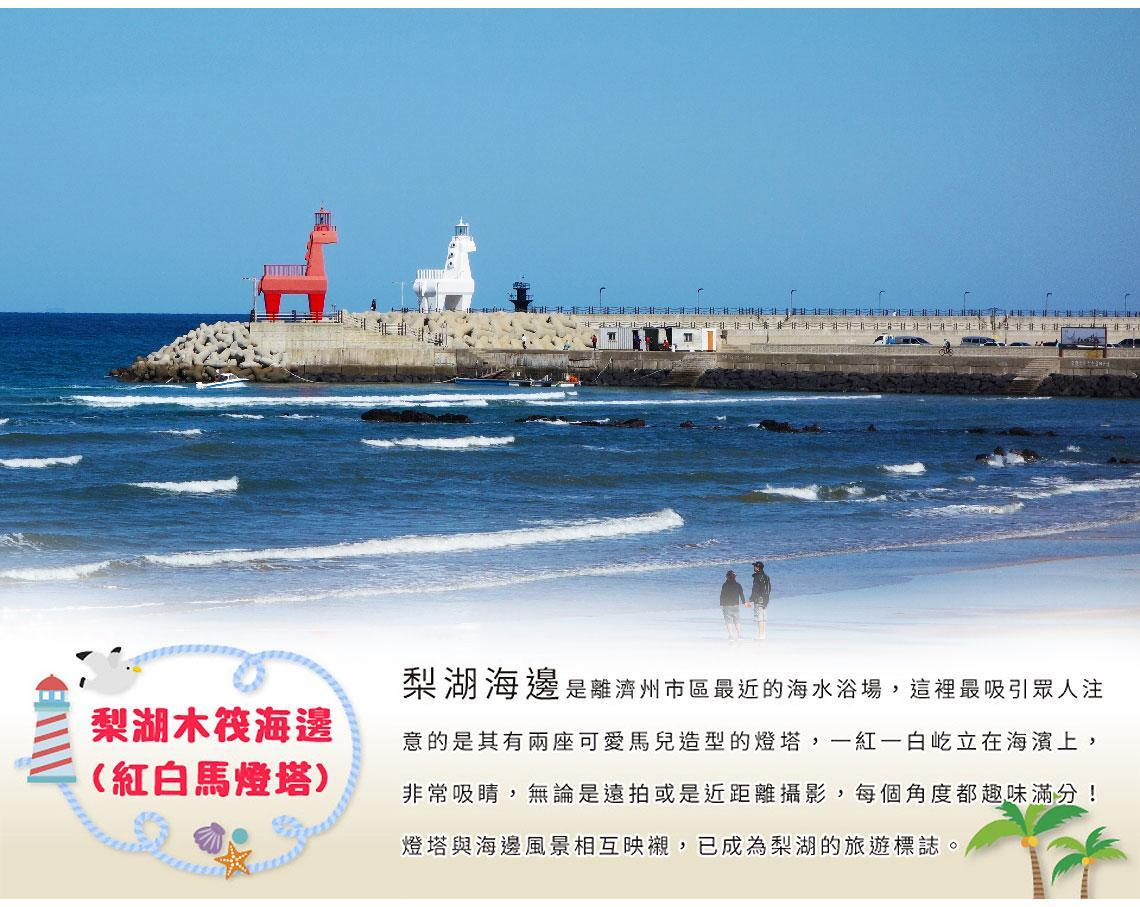 梨湖木筏海邊
(紅白馬燈塔)
梨湖海邊是離濟州市區最近的海水浴場，這裡最吸引眾人注
意的是其有兩座可愛馬兒造型的燈塔，一紅一白屹立在海濱上，
非常吸睛，無論是遠拍或是近距離攝影，每個角度都趣味滿分！
燈塔與海邊風景相互映襯，已成為梨湖的旅遊標誌。